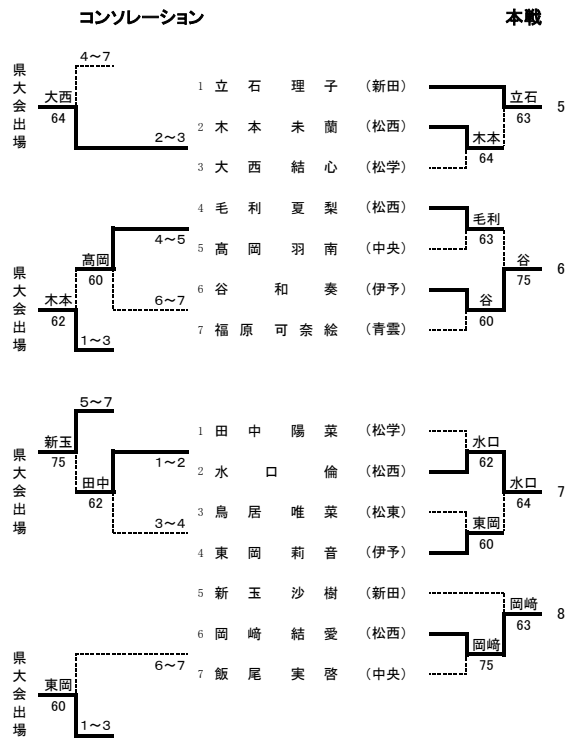 コンソレーション 本戦
4～7
県大会出場
大西
64
2～3
1 立石 理子 (新田)
2 木本 未蘭 (松西)
3 大西 結心 (松学)
立石
63
5
木本
64
4 毛利 夏梨 (松西)
5 髙岡 羽南 (中央)
6 谷 和奏 (伊予)
7 福原 可奈絵 (青雲)
毛利
63
谷
75
6
谷
60
4～5
髙岡
60
6～7
県大会出場
木本
62
1～3
5～7
県大会出場
新玉
75
1～2
田中
62
3～4
1 田中 陽菜 (松学)
2 水口 倫 (松西)
3 鳥居 唯菜 (松東)
4 東岡 莉音 (伊予)
水口
62
水口
64
7
東岡
60
5 新玉 沙樹 (新田)
6 岡﨑 結愛 (松西)
7 飯尾 実啓 (中央)
岡﨑
63
8
岡﨑
75
6～7
県大会出場
東岡
60
1～3